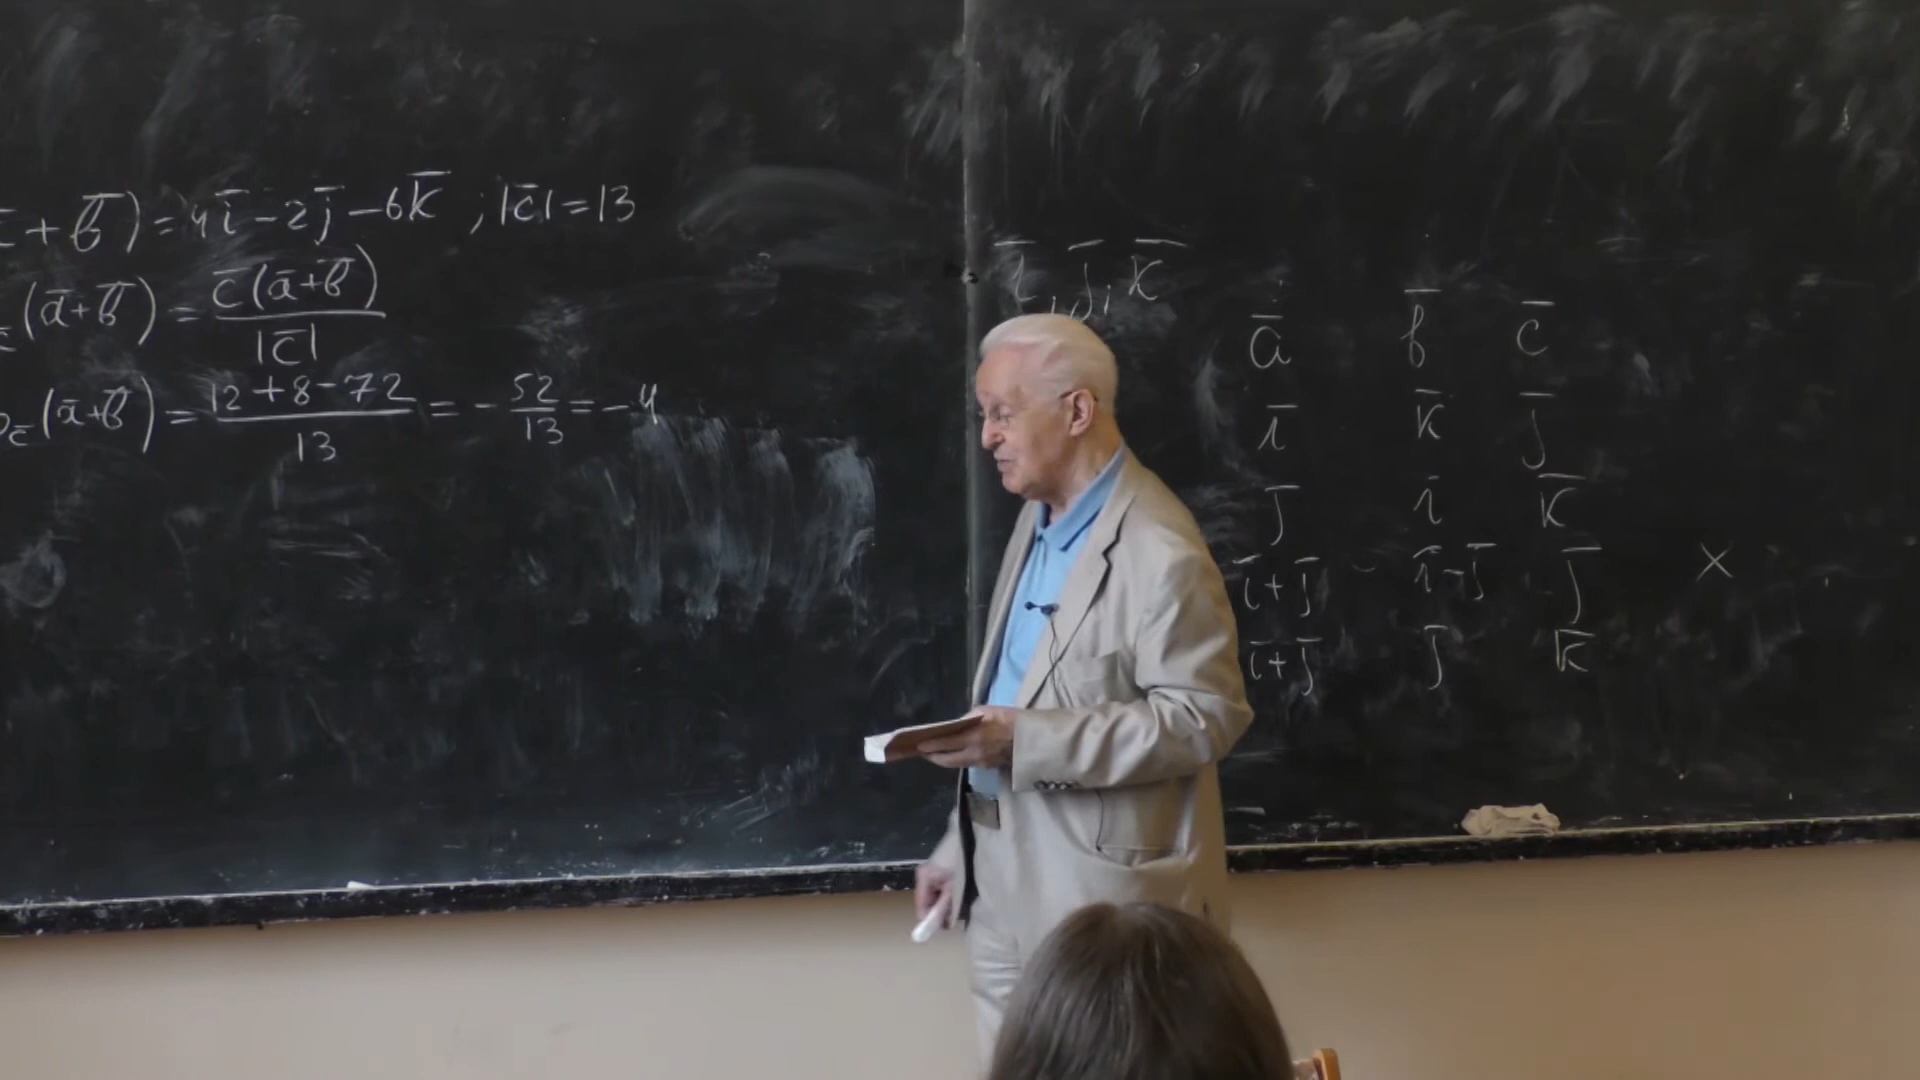 c̄ + b̄) = 4ī − 2j̄ − 6k̄ ; |c̄| = 13
c̄ (ā + b̄) = c̄(ā + b̄) / |c̄|
c̄ (ā + b̄) = 12 + 8 − 72 / 13 = − 52 / 13 = − 4
ī, j̄, k̄
ā b̄ c̄
ī k̄ j̄
j̄ ī k̄
ī + j̄ ī − j̄ j̄ ×
ī + j̄ j̄ k̄